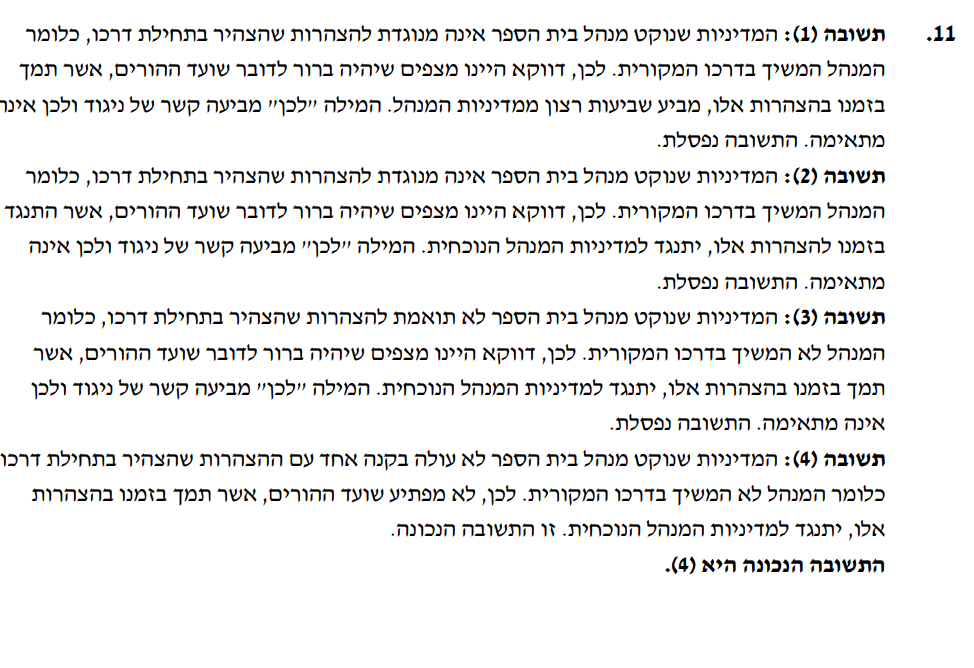 11. תשובה (1): המדיניות שנוקט מנהל בית הספר אינה מנוגדת להצהרות שהצהיר בתחילת דרכו, כלומר
המנהל המשיך בדרכו המקורית. לכן, דווקא היינו מצפים שיהיה ברור לדובר שועד ההורים, אשר תמך
בזמנו בהצהרות אלו, מביע שביעות רצון ממדיניות המנהל. המילה "לכן" מביעה קשר של ניגוד ולכן אינה
מתאימה. התשובה נפסלת.
תשובה (2): המדיניות שנוקט מנהל בית הספר אינה מנוגדת להצהרות שהצהיר בתחילת דרכו, כלומר
המנהל המשיך בדרכו המקורית. לכן, דווקא היינו מצפים שיהיה ברור לדובר שועד ההורים, אשר התנגד
בזמנו להצהרות אלו, יתנגד למדיניות המנהל הנוכחית. המילה "לכן" מביעה קשר של ניגוד ולכן אינה
מתאימה. התשובה נפסלת.
תשובה (3): המדיניות שנוקט מנהל בית הספר לא תואמת להצהרות שהצהיר בתחילת דרכו, כלומר
המנהל לא המשיך בדרכו המקורית. לכן, דווקא היינו מצפים שיהיה ברור לדובר שועד ההורים, אשר
תמך בזמנו בהצהרות אלו, יתנגד למדיניות המנהל הנוכחית. המילה "לכן" מביעה קשר של ניגוד ולכן
אינה מתאימה. התשובה נפסלת.
תשובה (4): המדיניות שנוקט מנהל בית הספר לא עולה בקנה אחד עם ההצהרות שהצהיר בתחילת דרכו
כלומר המנהל לא המשיך בדרכו המקורית. לכן, לא מפתיע שועד ההורים, אשר תמך בזמנו בהצהרות
אלו, יתנגד למדיניות המנהל הנוכחית. זו התשובה הנכונה.
התשובה הנכונה היא (4).